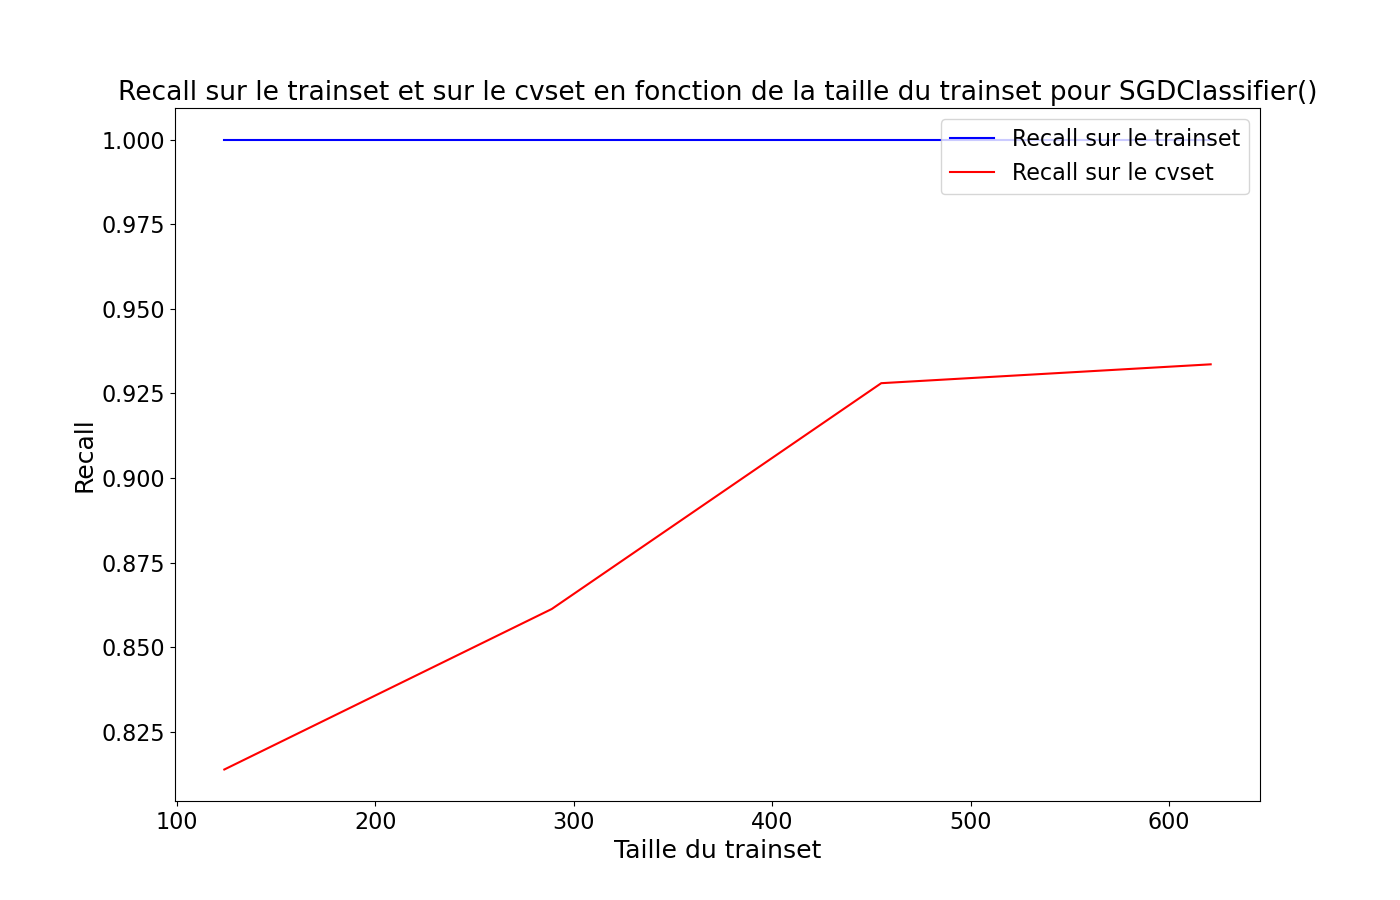 Recall sur le trainset et sur le cvset en fonction de la taille du trainset pour SGDClassifier()
Recall sur le trainset
Recall sur le cvset
1.000
0.975
0.950
0.925
0.900
0.875
0.850
0.825
Recall
100 200 300 400 500 600
Taille du trainset